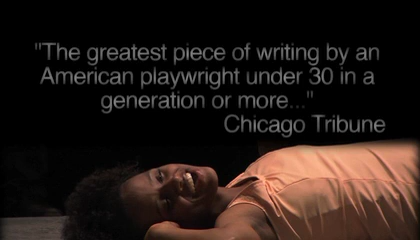 "The greatest piece of writing by an
American playwright under 30 in a
generation or more..."
Chicago Tribune